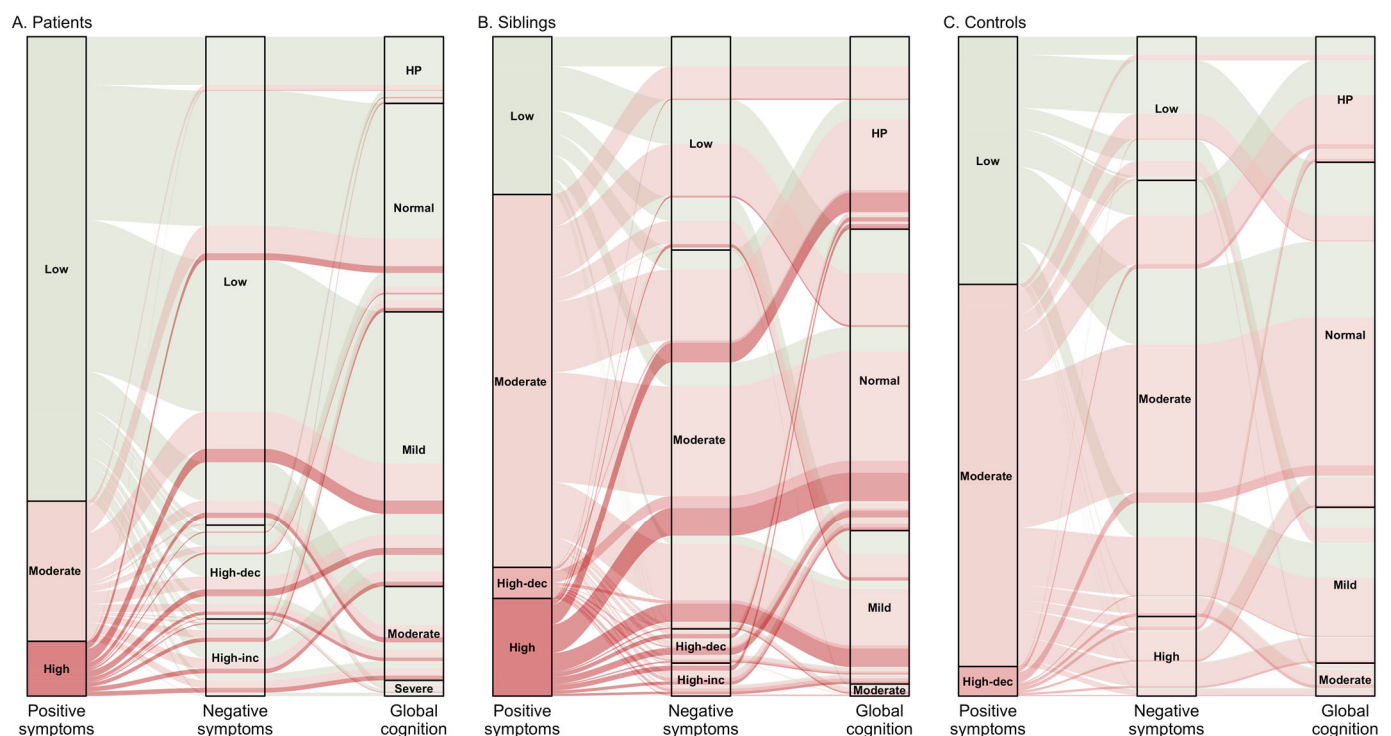 A. Patients
Low
Moderate
High
Low
High-dec
High-inc
HP
Normal
Mild
Moderate
Severe
Positive
symptoms
Negative
symptoms
Global
cognition
B. Siblings
Low
Moderate
High-dec
High
Low
Moderate
High-dec
High-inc
HP
Normal
Mild
Moderate
Positive
symptoms
Negative
symptoms
Global
cognition
C. Controls
Low
Moderate
High-dec
Low
Moderate
High
HP
Normal
Mild
Moderate
Positive
symptoms
Negative
symptoms
Global
cognition